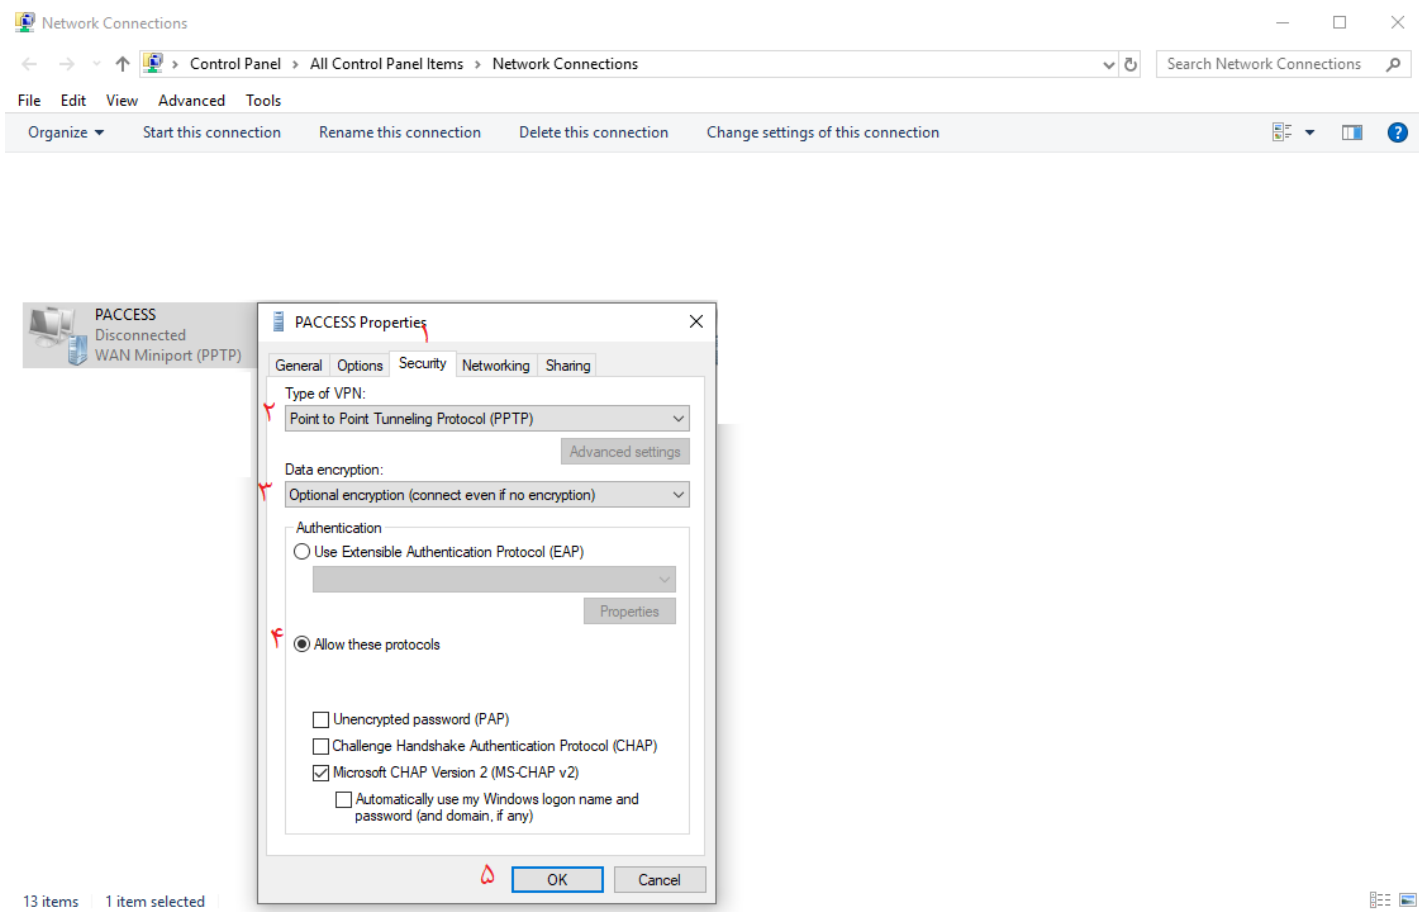 Network Connections
Control Panel > All Control Panel Items > Network Connections
Search Network Connections
File Edit View Advanced Tools
Organize Start this connection Rename this connection Delete this connection Change settings of this connection
PACCESS
Disconnected
WAN Miniport (PPTP)
PACCESS Properties
۱
General Options Security Networking Sharing
Type of VPN:
۲
Point to Point Tunneling Protocol (PPTP)
Advanced settings
Data encryption:
۳
Optional encryption (connect even if no encryption)
Authentication
Use Extensible Authentication Protocol (EAP)
Properties
۴
Allow these protocols
Unencrypted password (PAP)
Challenge Handshake Authentication Protocol (CHAP)
Microsoft CHAP Version 2 (MS-CHAP v2)
Automatically use my Windows logon name and
password (and domain, if any)
۵
OK Cancel
13 items 1 item selected